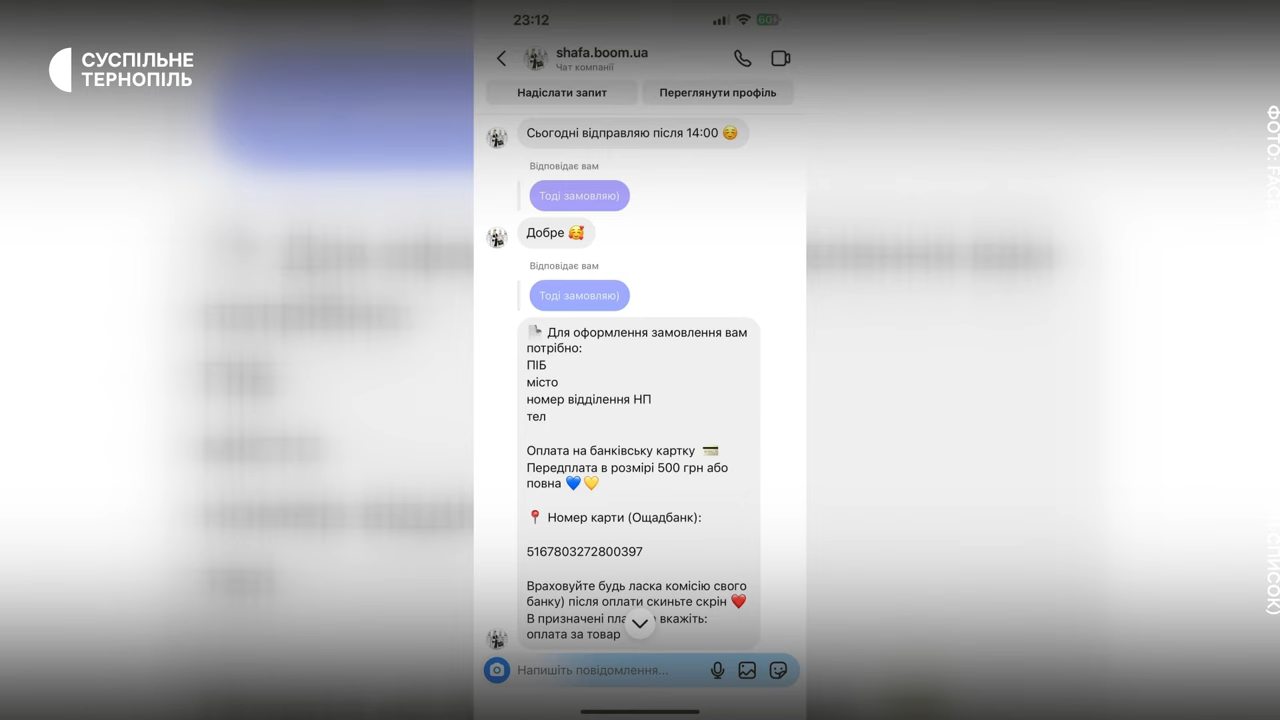 СУСПІЛЬНЕ
ТЕРНОПІЛЬ
23:12
60
shafa.boom.ua
Чат компанії
Надіслати запит
Переглянути профіль
Сьогодні відправляю після 14:00 ☺️
Відповідає вам
Тоді замовляю)
Добре 🥰
Відповідає вам
Тоді замовляю)
Для оформлення замовлення вам
потрібно:
ПІБ
місто
номер відділення НП
тел
Оплата на банківську картку 💳
Передплата в розмірі 500 грн або
повна 💙💛
📍 Номер карти (Ощадбанк):
5167803272800397
Враховуйте будь ласка комісію свого
банку) після оплати скиньте скрін ❤️
В призначені вкажіть:
оплата за товар
Напишіть повідомлення...
ФОТО: